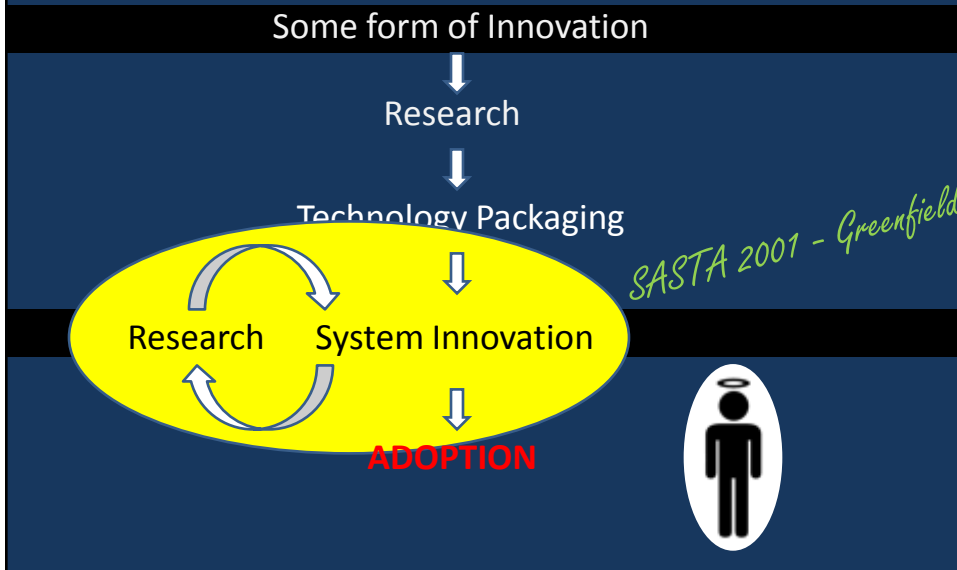 Some form of Innovation
Research
Technology Packaging
SASTA 2001 - Greenfield
Research System Innovation
ADOPTION